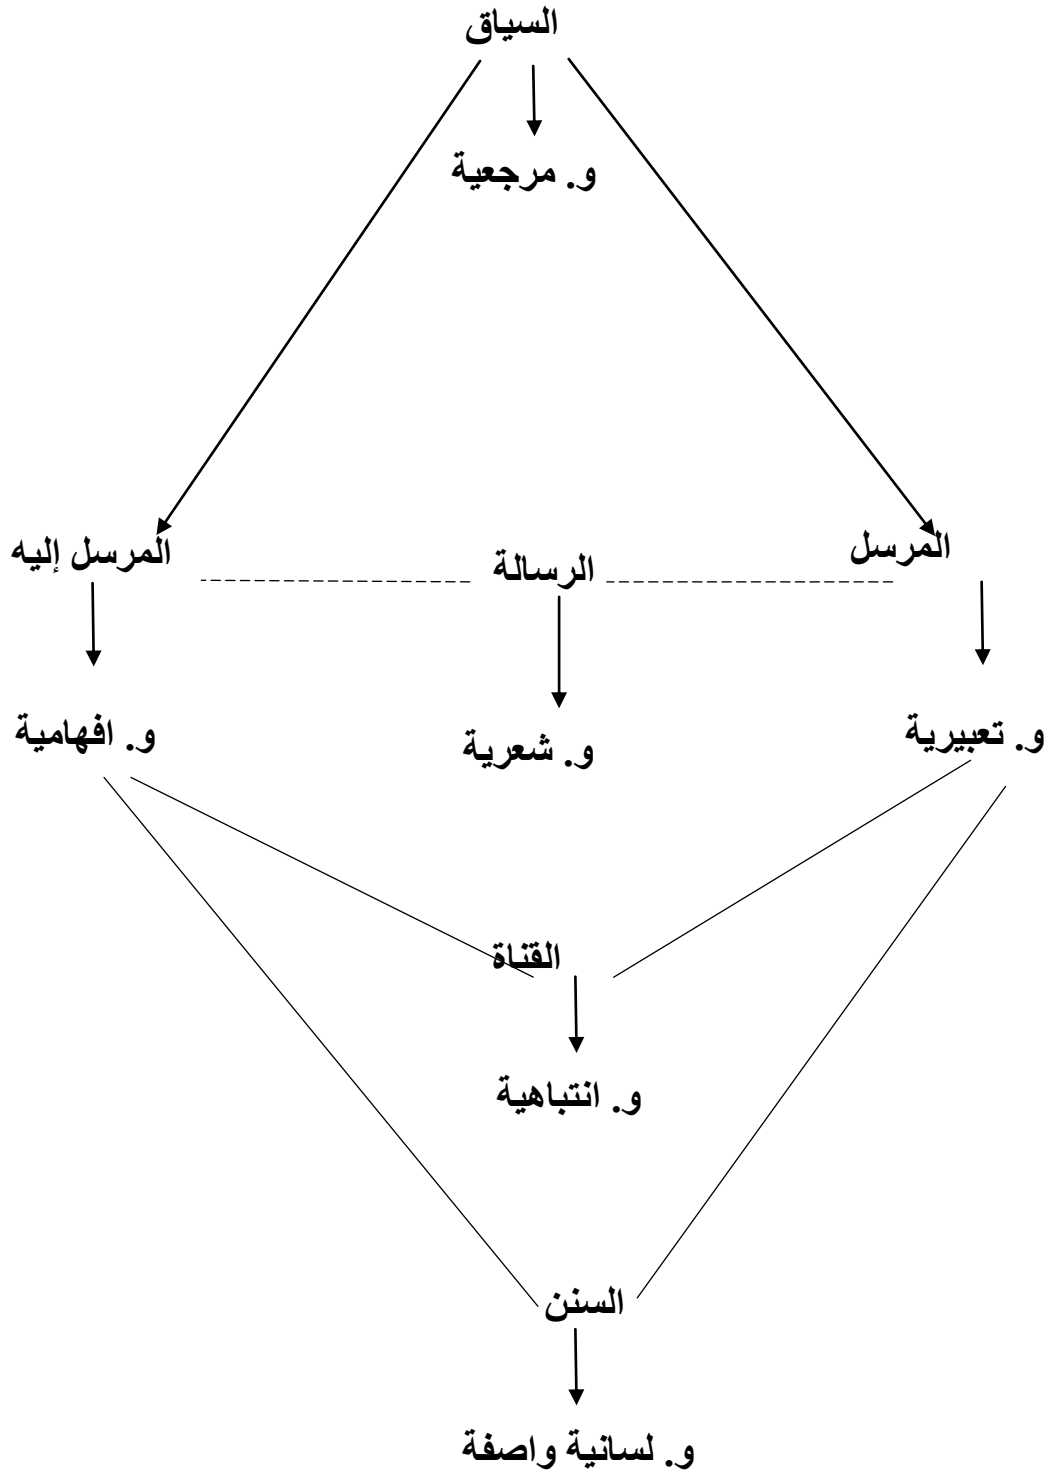 السياق
و. مرجعية
المرسل
الرسالة
المرسل إليه
و. تعبيرية
و. شعرية
و. افهامية
القناة
و. انتباهية
السنن
و. لسانية واصفة